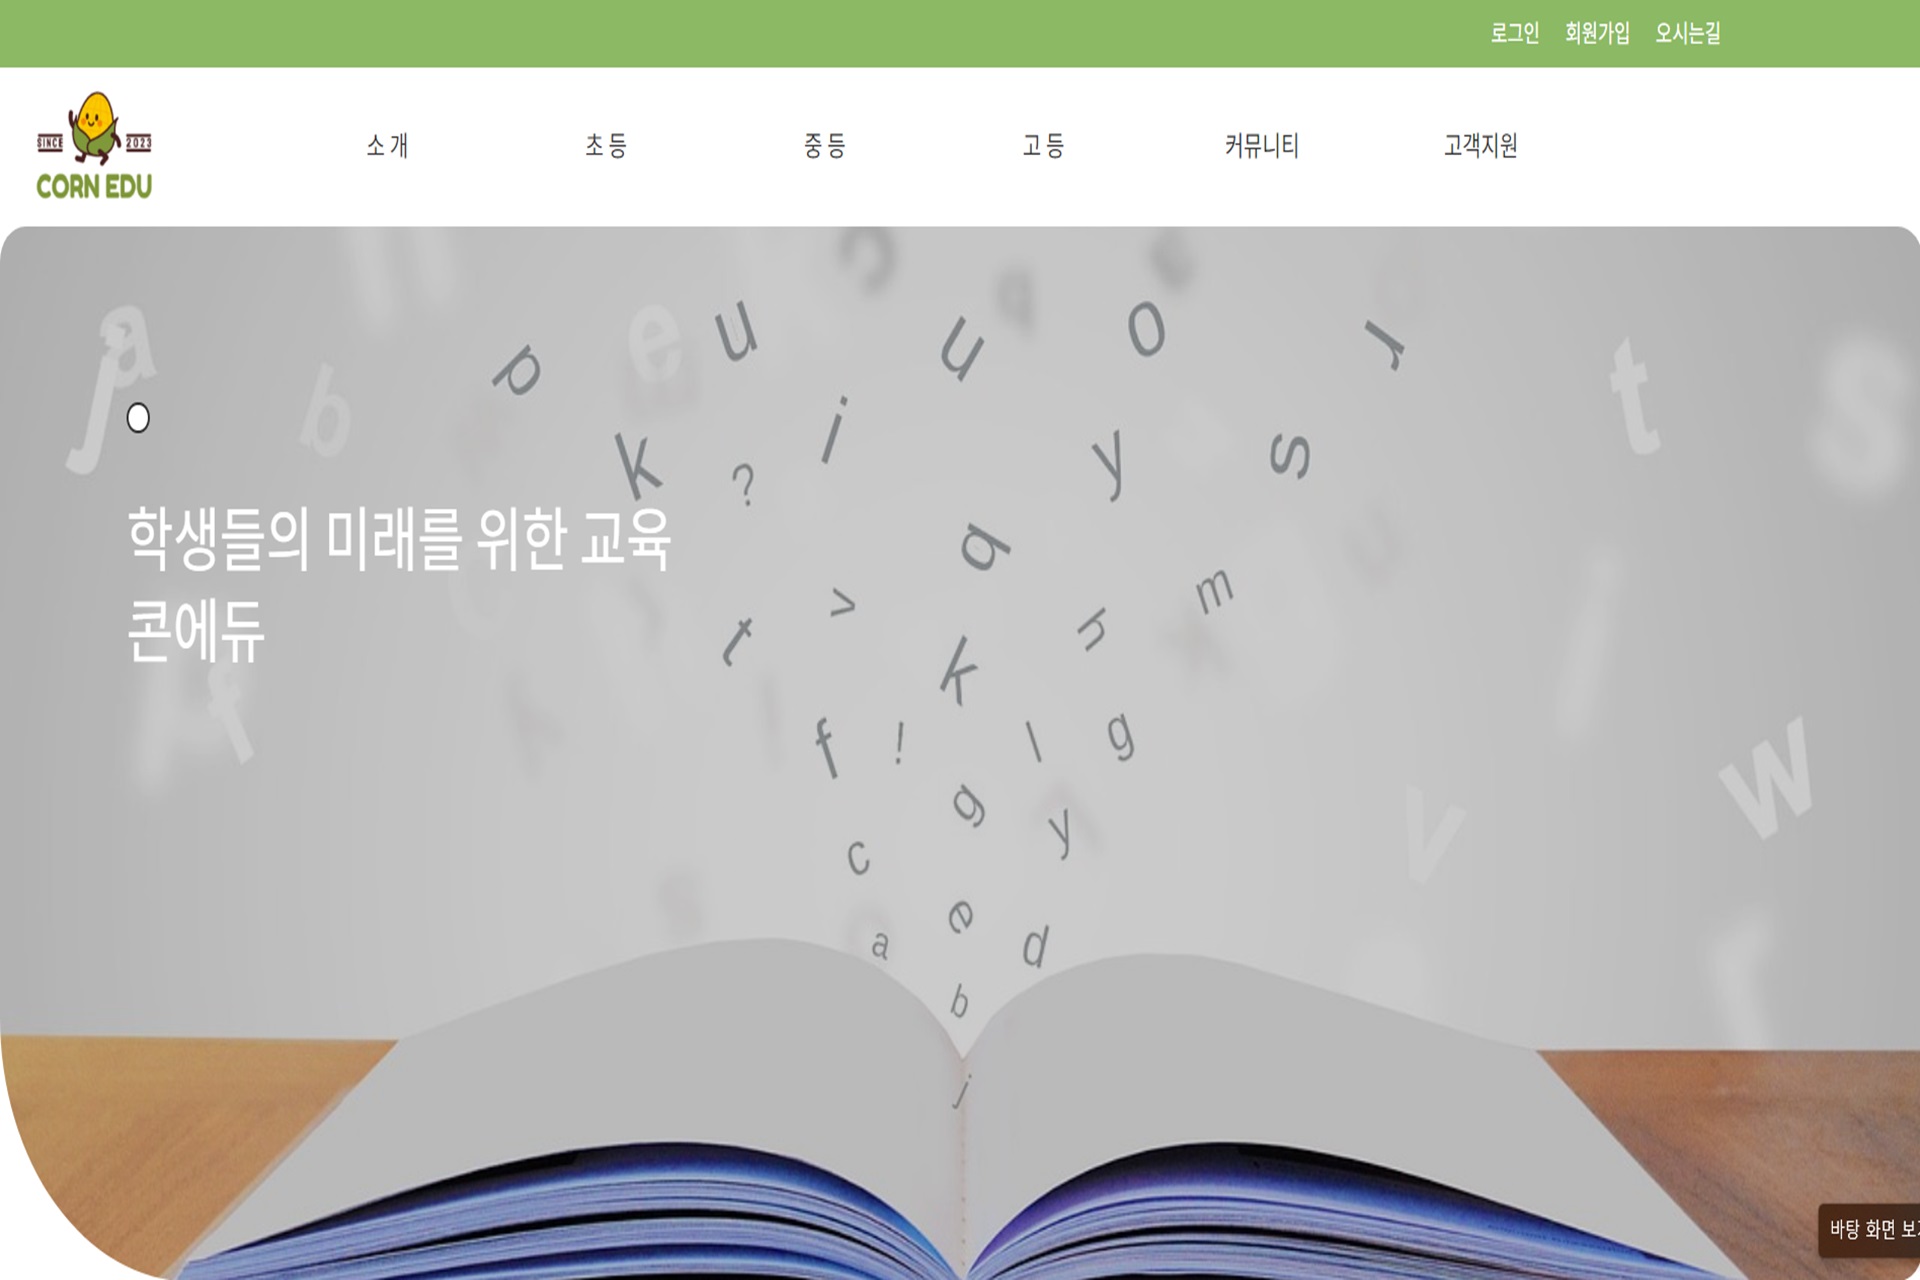 로그인 회원가입 오시는길
SINCE 2023
CORN EDU
소 개 초 등 중 등 고 등 커뮤니티 고객지원
학생들의 미래를 위한 교육
콘에듀
바탕 화면